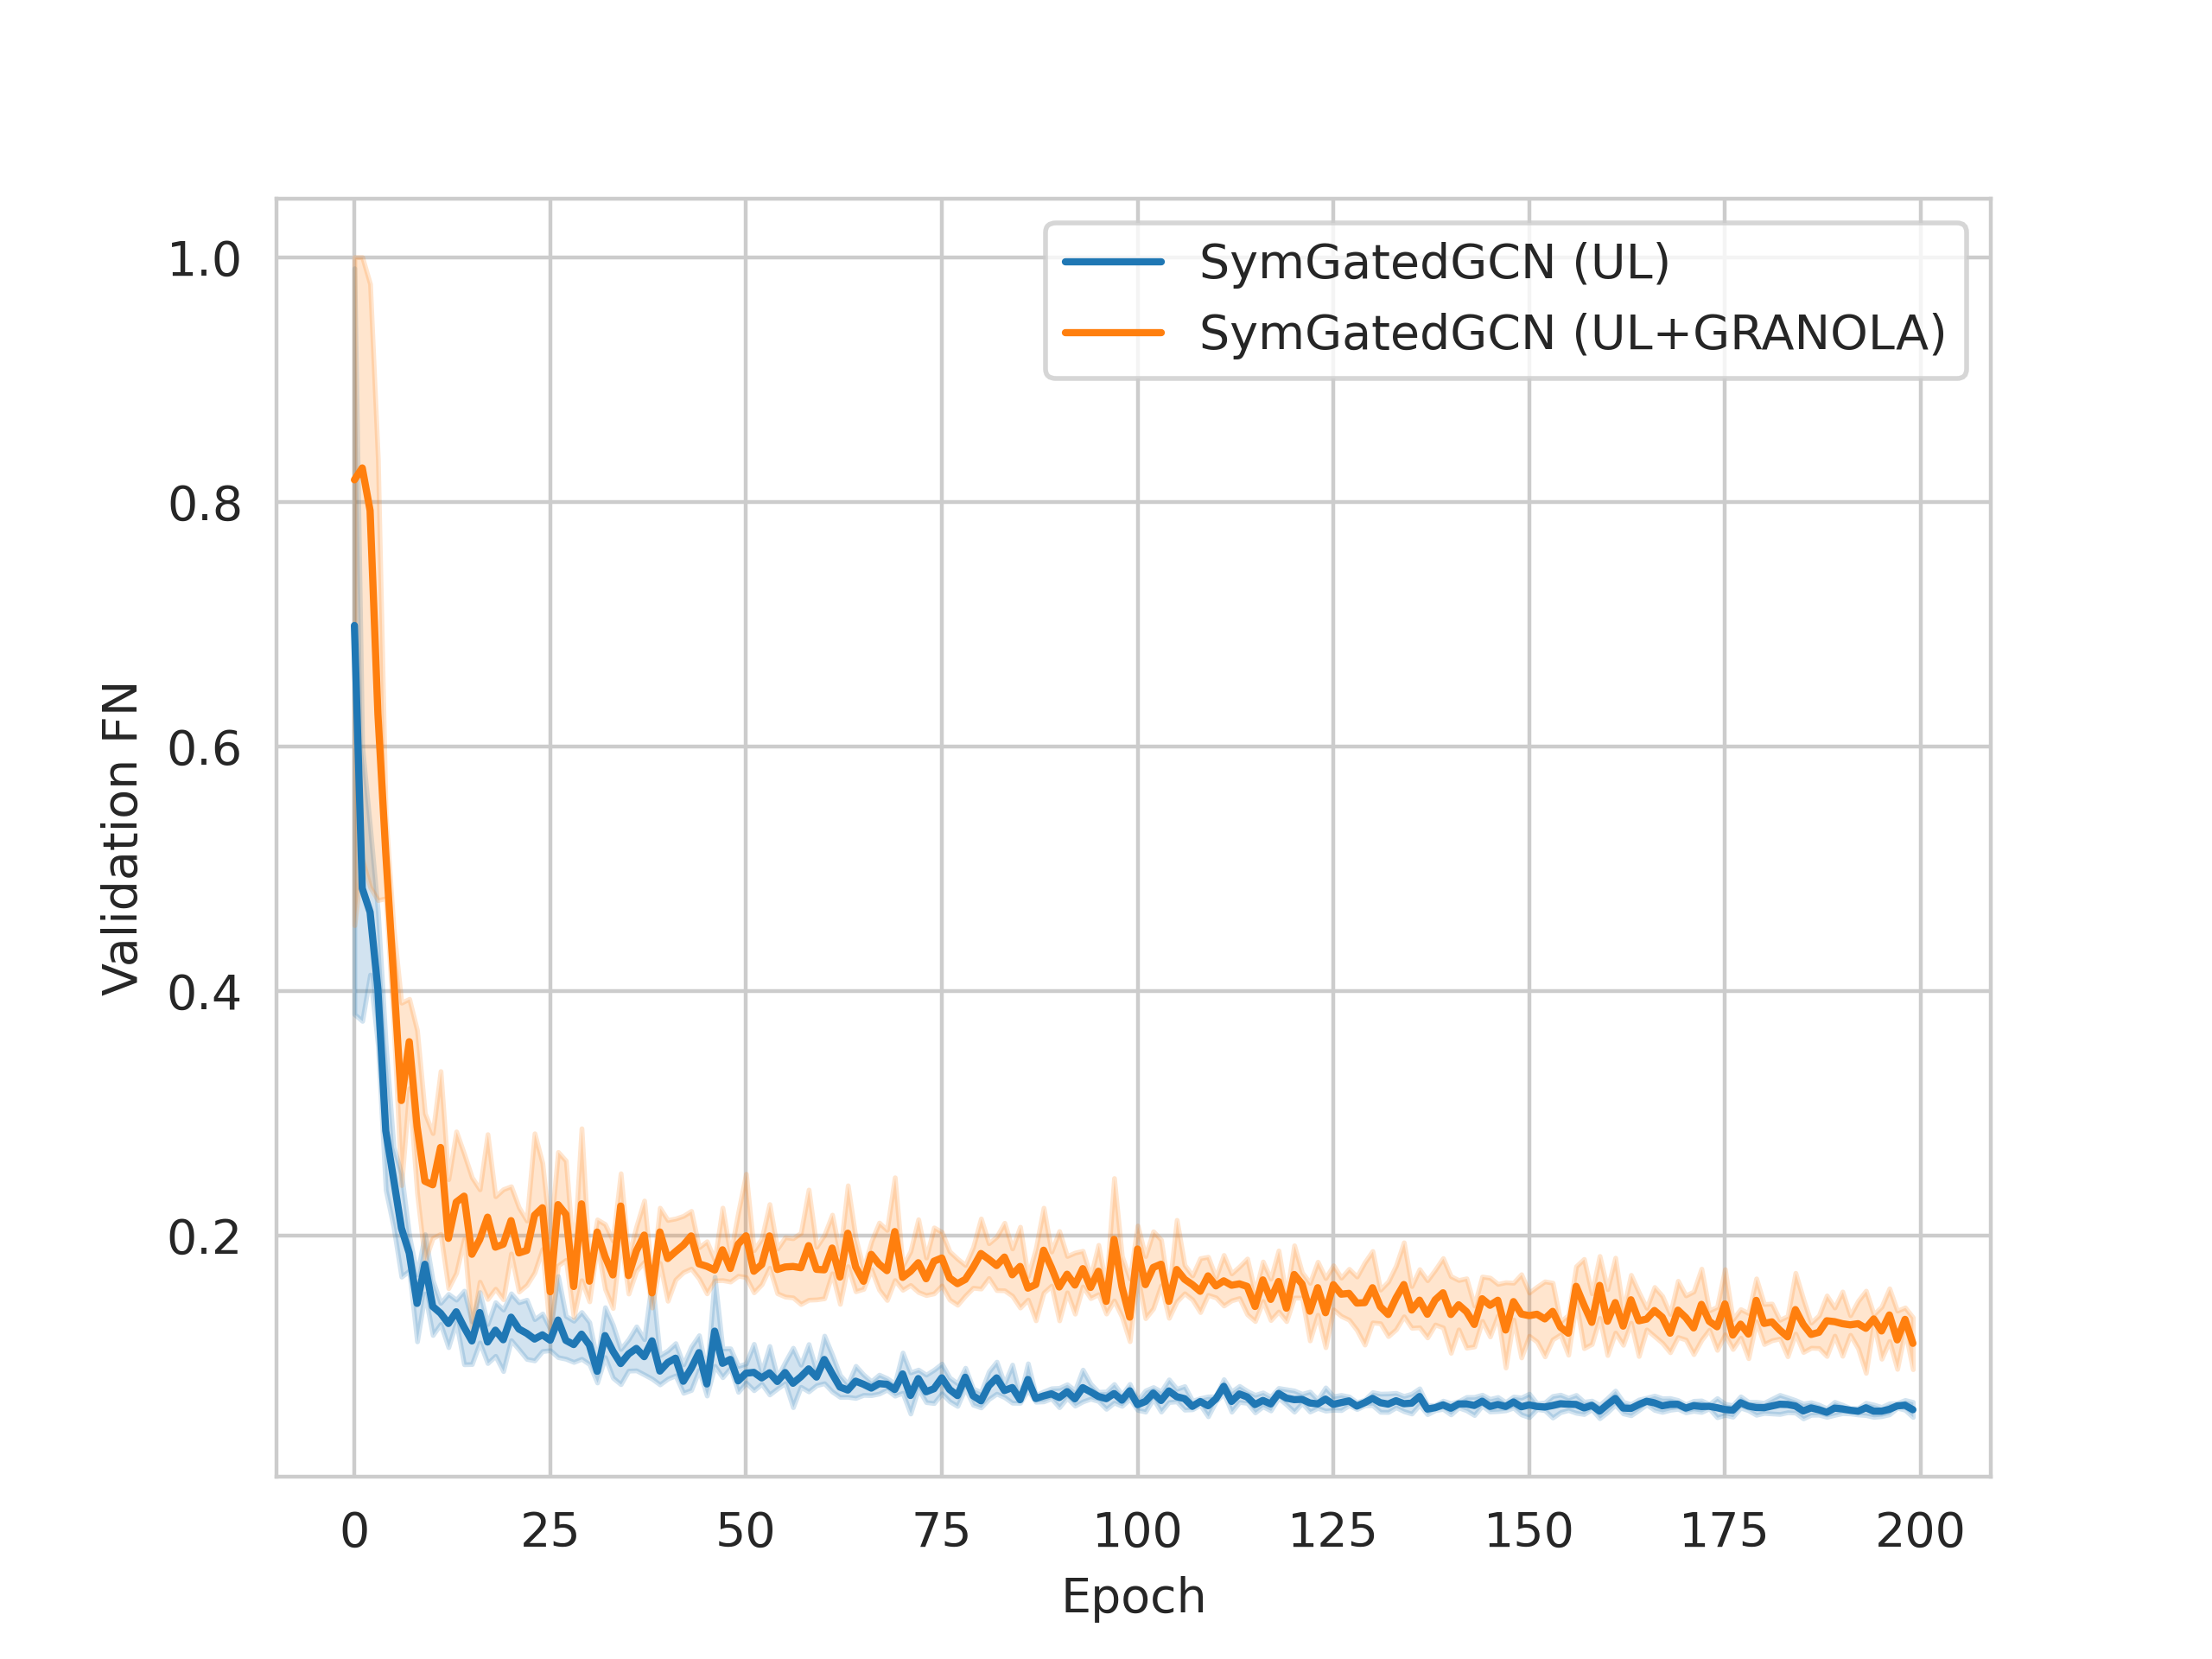 SymGatedGCN (UL)
SymGatedGCN (UL+GRANOLA)
1.0
0.8
0.6
0.4
0.2
Validation FN
0 25 50 75 100 125 150 175 200
Epoch